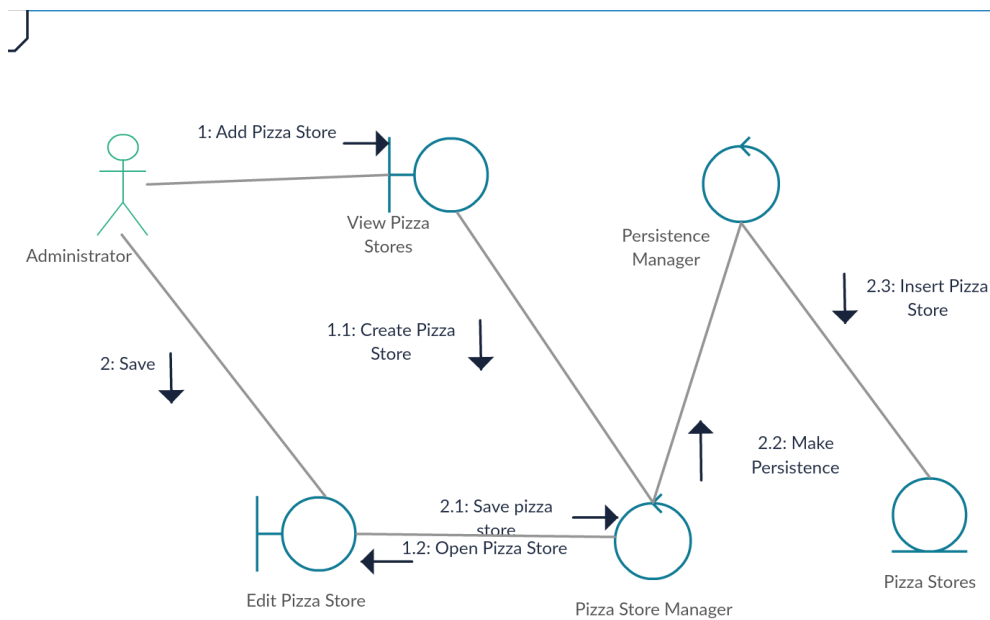 1: Add Pizza Store
View Pizza
Stores
Administrator
Persistence
Manager
2.3: Insert Pizza
Store
1.1: Create Pizza
Store
2: Save
2.2: Make
Persistence
2.1: Save pizza
store
1.2: Open Pizza Store
Edit Pizza Store
Pizza Store Manager
Pizza Stores